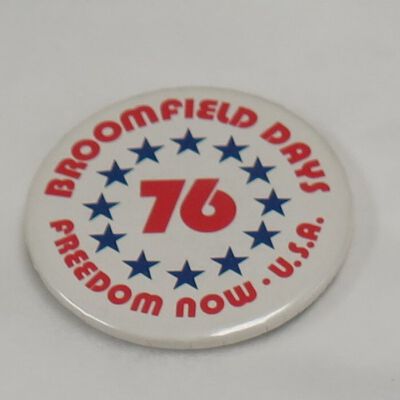 BROOMFIELD DAYS
76
FREEDOM NOW · U.S.A.